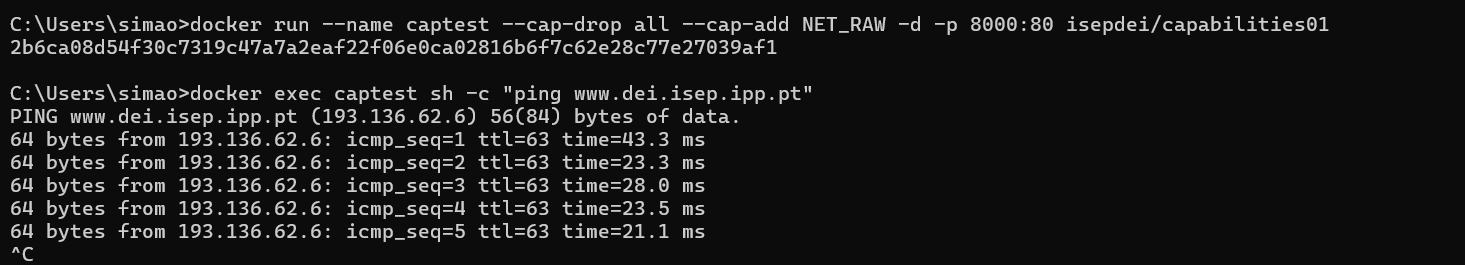 C:\Users\simao>docker run --name captest --cap-drop all --cap-add NET_RAW -d -p 8000:80 isepdei/capabilities01
2b6ca08d54f30c7319c47a7a2eaf22f06e0ca02816b6f7c62e28c77e27039af1
C:\Users\simao>docker exec captest sh -c "ping www.dei.isep.ipp.pt"
PING www.dei.isep.ipp.pt (193.136.62.6) 56(84) bytes of data.
64 bytes from 193.136.62.6: icmp_seq=1 ttl=63 time=43.3 ms
64 bytes from 193.136.62.6: icmp_seq=2 ttl=63 time=23.3 ms
64 bytes from 193.136.62.6: icmp_seq=3 ttl=63 time=28.0 ms
64 bytes from 193.136.62.6: icmp_seq=4 ttl=63 time=23.5 ms
64 bytes from 193.136.62.6: icmp_seq=5 ttl=63 time=21.1 ms
^C